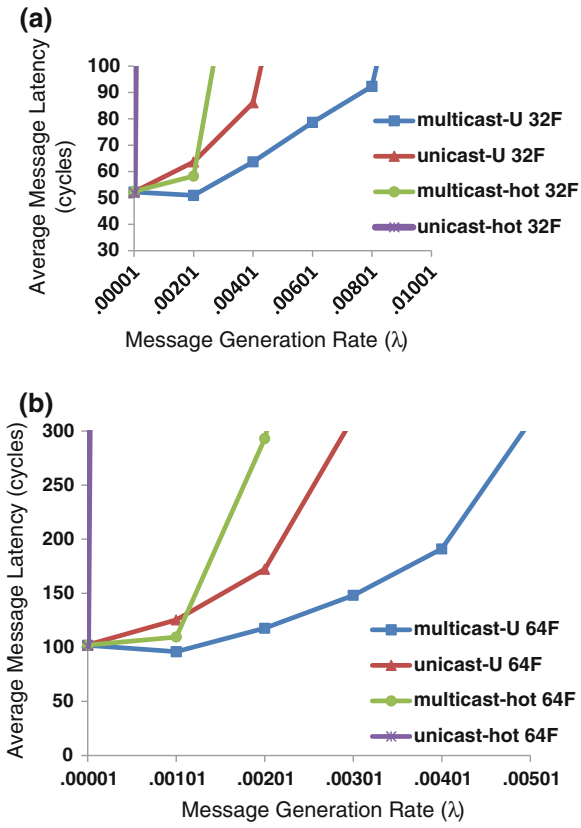 (a)
Average Message Latency
(cycles)
100
90
80
70
60
50
40
30
.00001
.00201
.00401
.00601
.00801
.01001
Message Generation Rate (λ)
multicast-U 32F
unicast-U 32F
multicast-hot 32F
unicast-hot 32F
(b)
Average Message Latency (cycles)
300
250
200
150
100
50
0
.00001
.00101
.00201
.00301
.00401
.00501
Message Generation Rate (λ)
multicast-U 64F
unicast-U 64F
multicast-hot 64F
unicast-hot 64F